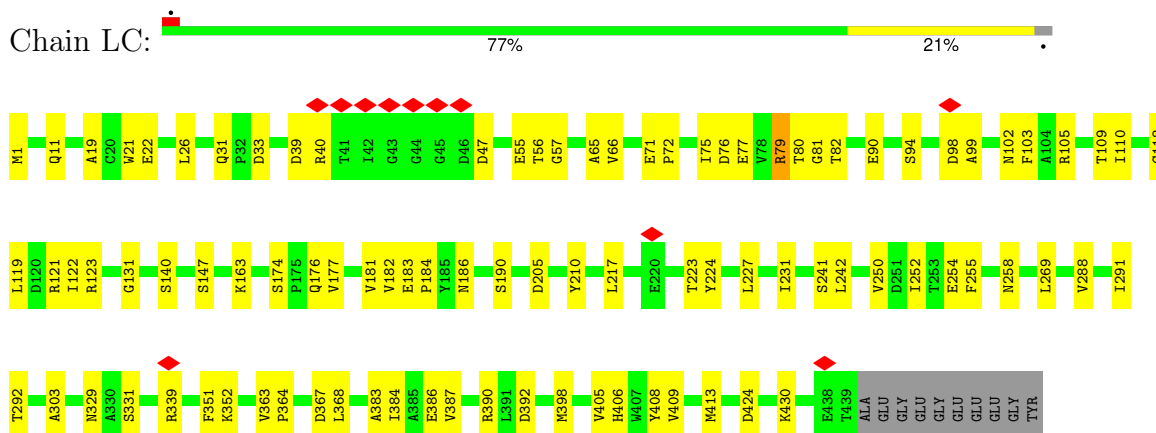 Chain LC:
77%
21%
M1 Q11 A19 C20 W21 E22 L26 Q31 P32 D33 D39 R40 T41 I42 G43 G44 G45 D46 D47 E55 T56 G57 A65 V66 E71 P72 I75 D76 E77 V78 R79 T80 G81 T82 E90 S94 D98 A99 N102 F103 A104 R105 T109 I110
L119 D120 R121 I122 R123 G131 S140 S147 K163 S174 P175 Q176 V177 V181 V182 E183 P184 Y185 N186 S190 D205 Y210 L217 E220 T223 Y224 L227 I231 S241 L242 V250 D251 I252 T253 E254 F255 N258 L269 V288 I291
T292 A303 N329 A330 S331 R339 F351 K352 V363 P364 D367 L368 A383 I384 A385 E386 V387 R390 L391 D392 M398 V405 H406 W407 Y408 V409 M413 D424 K430 E438 T439 ALA GLU GLY GLU GLY GLU GLU GLU GLY TYR